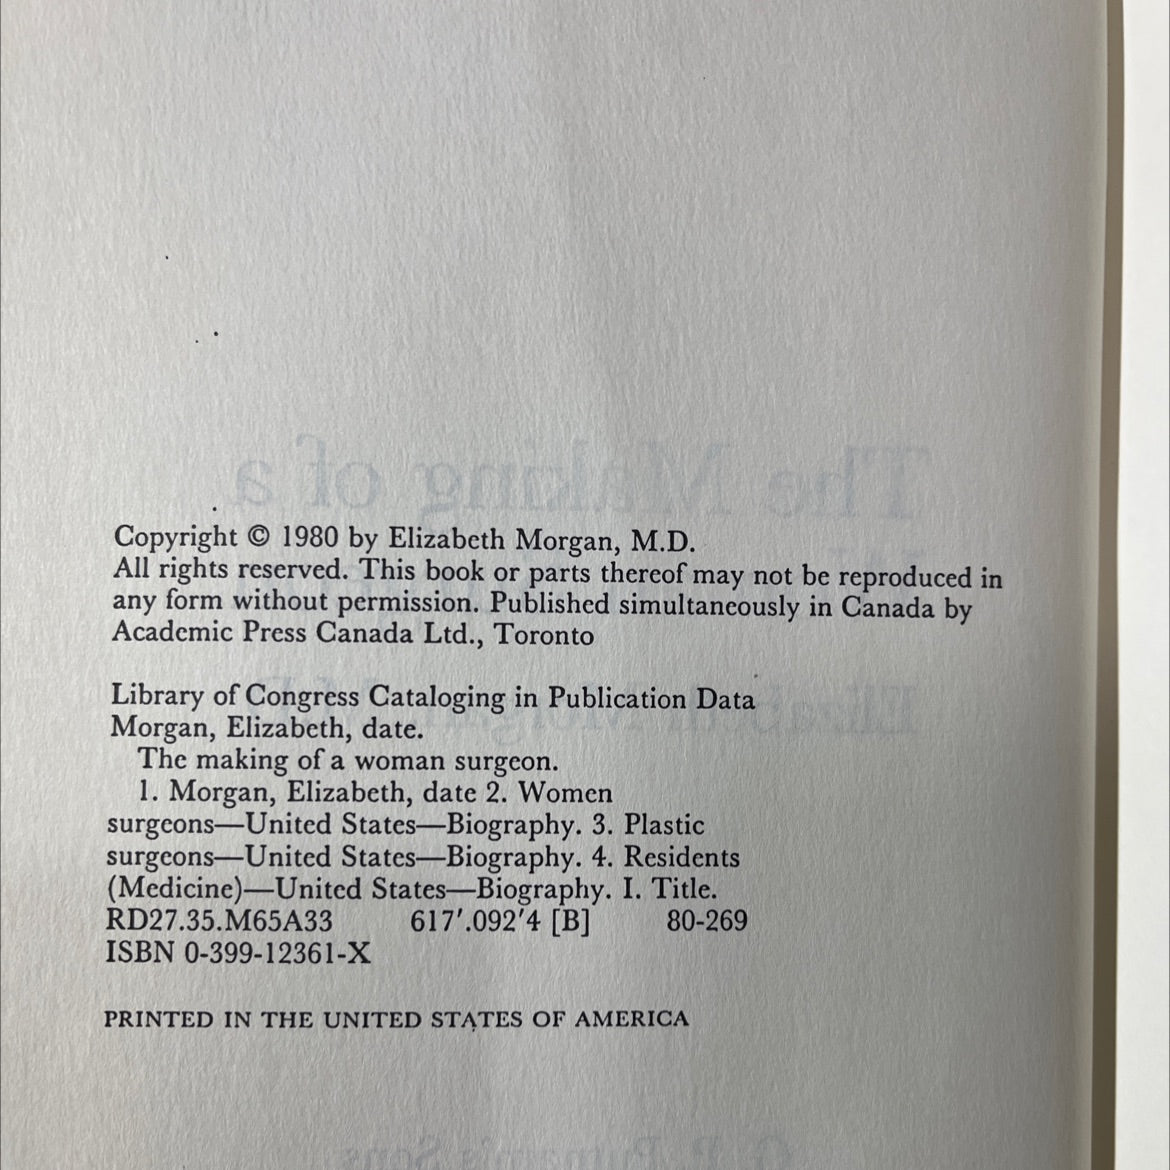 Copyright © 1980 by Elizabeth Morgan, M.D.
All rights reserved. This book or parts thereof may not be reproduced in
any form without permission. Published simultaneously in Canada by
Academic Press Canada Ltd., Toronto
Library of Congress Cataloging in Publication Data
Morgan, Elizabeth, date.
The making of a woman surgeon.
1. Morgan, Elizabeth, date 2. Women
surgeons—United States—Biography. 3. Plastic
surgeons—United States—Biography. 4. Residents
(Medicine)—United States—Biography. I. Title.
RD27.35.M65A33 617′.092′4 [B] 80-269
ISBN 0-399-12361-X
PRINTED IN THE UNITED STATES OF AMERICA